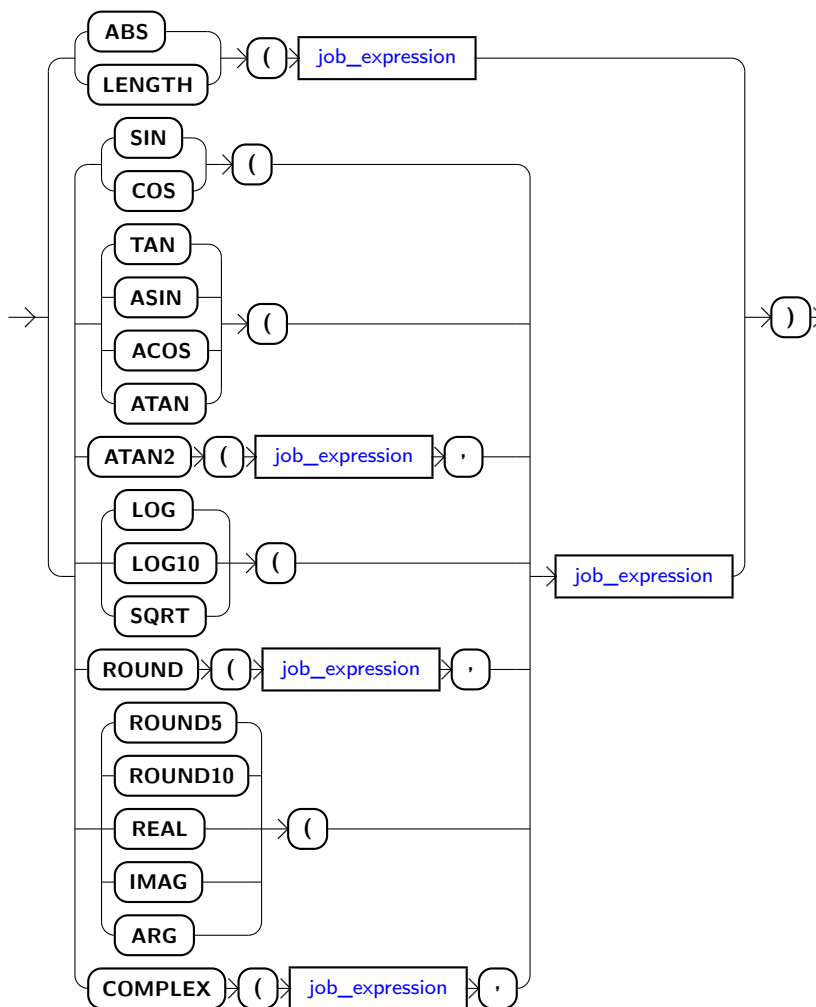 ABS
LENGTH
( job_expression
SIN
COS
(
TAN
ASIN
ACOS
ATAN
(
)
ATAN2 ( job_expression ,
LOG
LOG10
SQRT
(
job_expression
ROUND ( job_expression ,
ROUND5
ROUND10
REAL
IMAG
ARG
(
COMPLEX ( job_expression ,